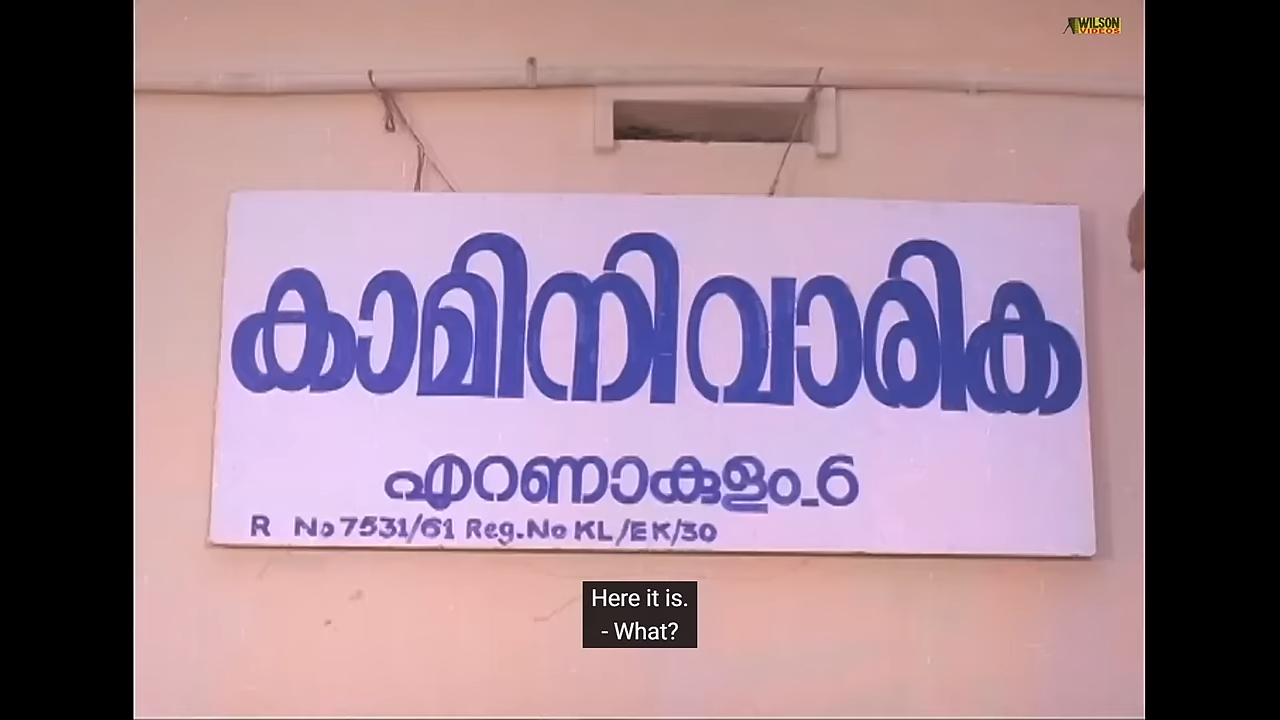 WILSON
VIDEOS
കാമിനി വാരിക
എറണാകുളം_6
R No 7531/61 Reg.No KL/EK/30
Here it is.
- What?